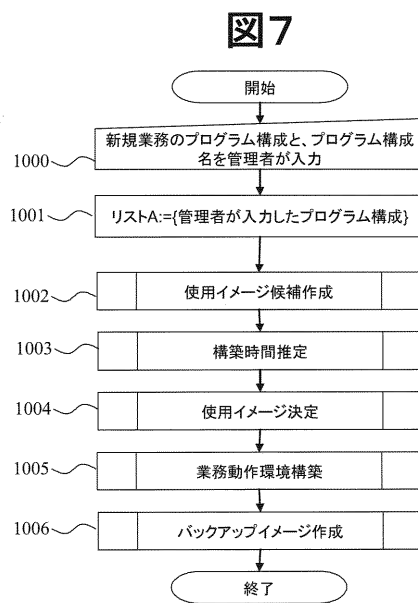 図7
開始
新規業務のプログラム構成と、プログラム構成
名を管理者が入力
1000
リストA:={管理者が入力したプログラム構成}
1001
使用イメージ候補作成
1002
構築時間推定
1003
使用イメージ決定
1004
業務動作環境構築
1005
バックアップイメージ作成
1006
終了